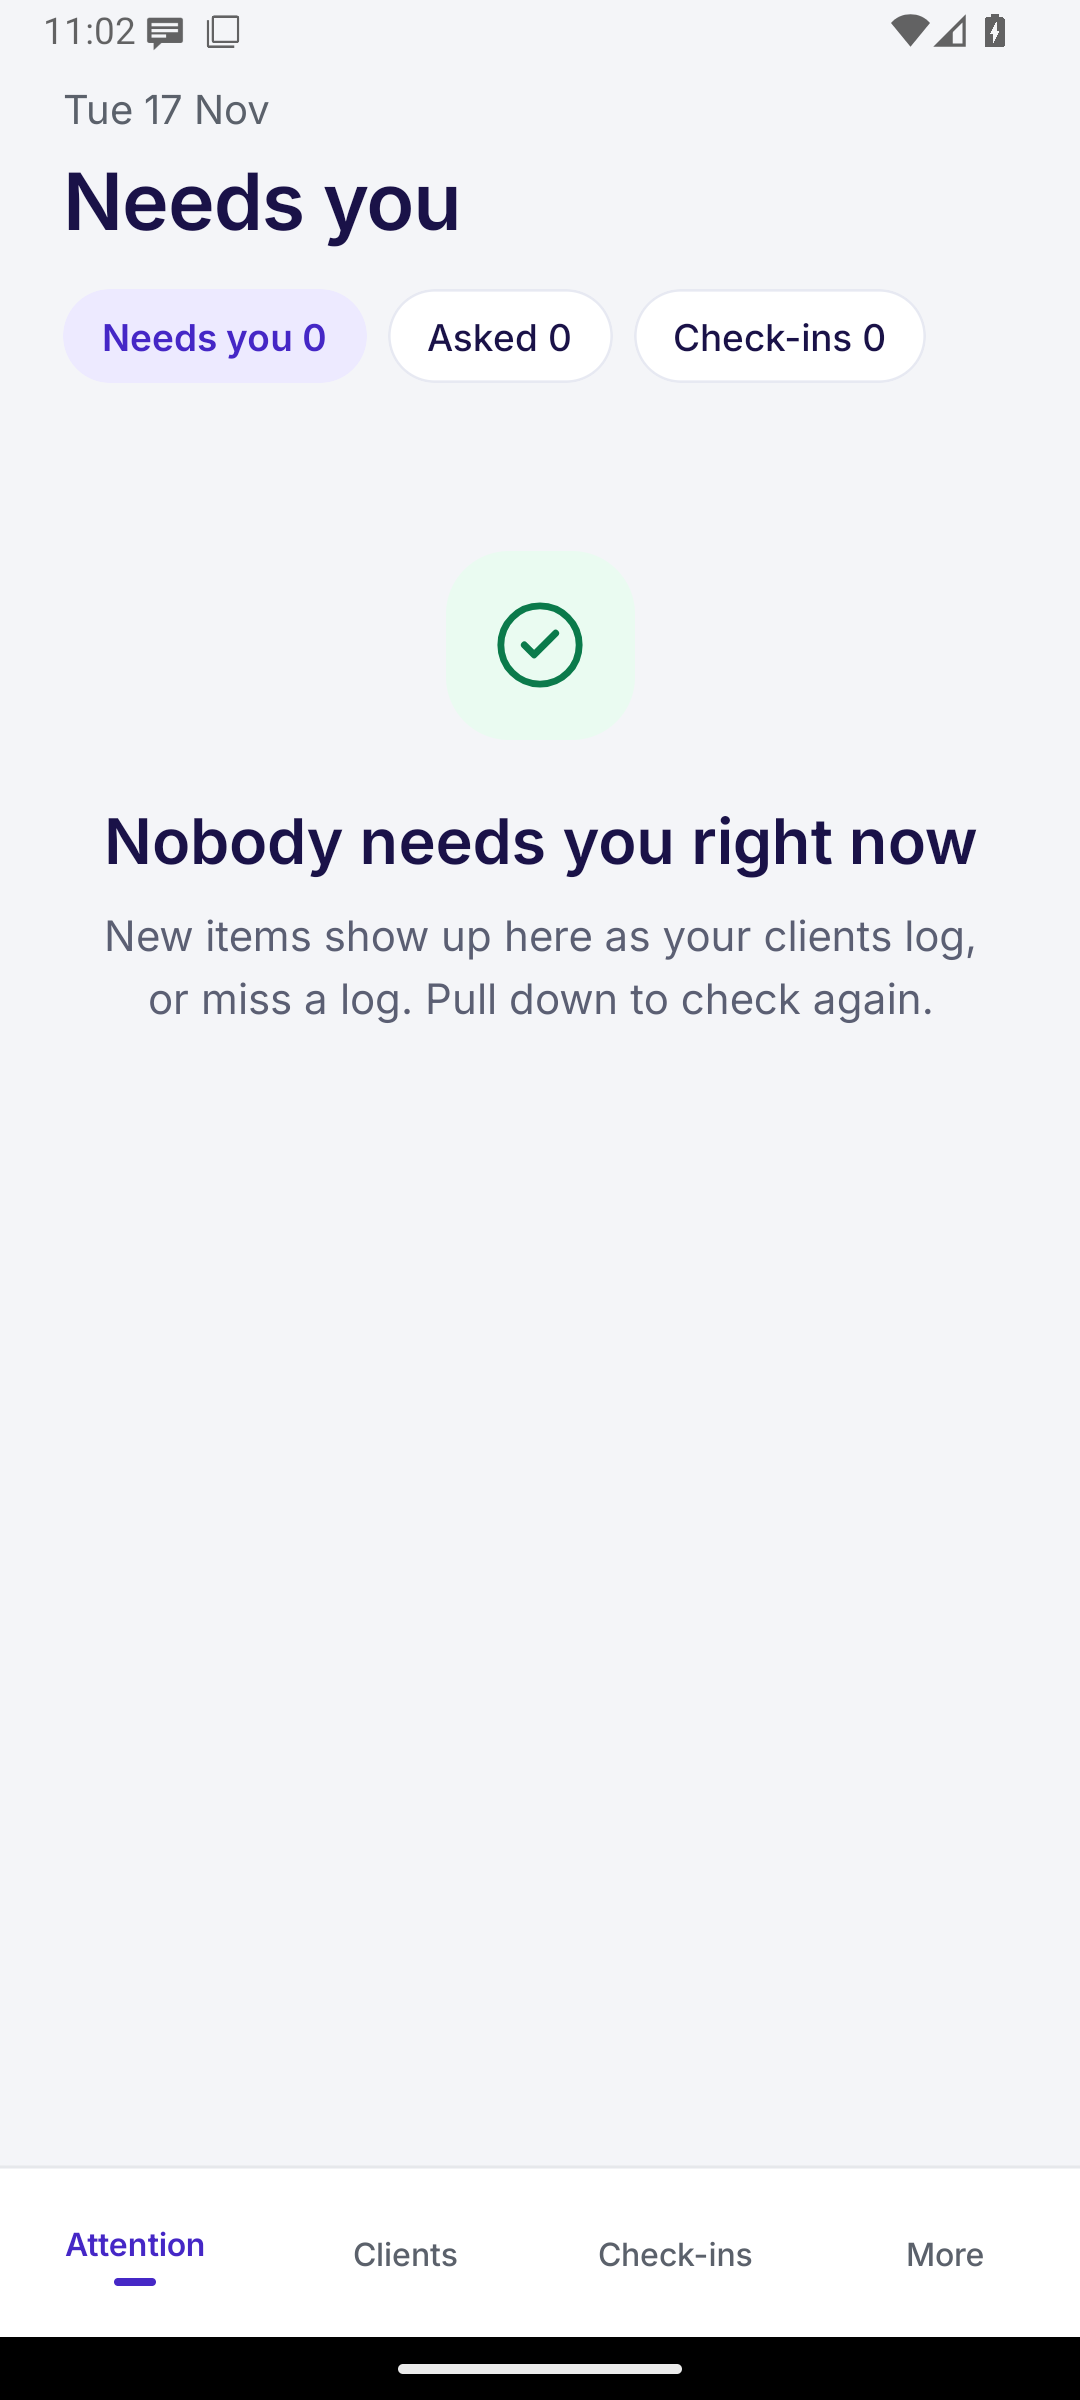 11:02
Tue 17 Nov
Needs you
Needs you 0
Asked 0
Check-ins 0
Nobody needs you right now
New items show up here as your clients log,
or miss a log. Pull down to check again.
Attention
Clients
Check-ins
More